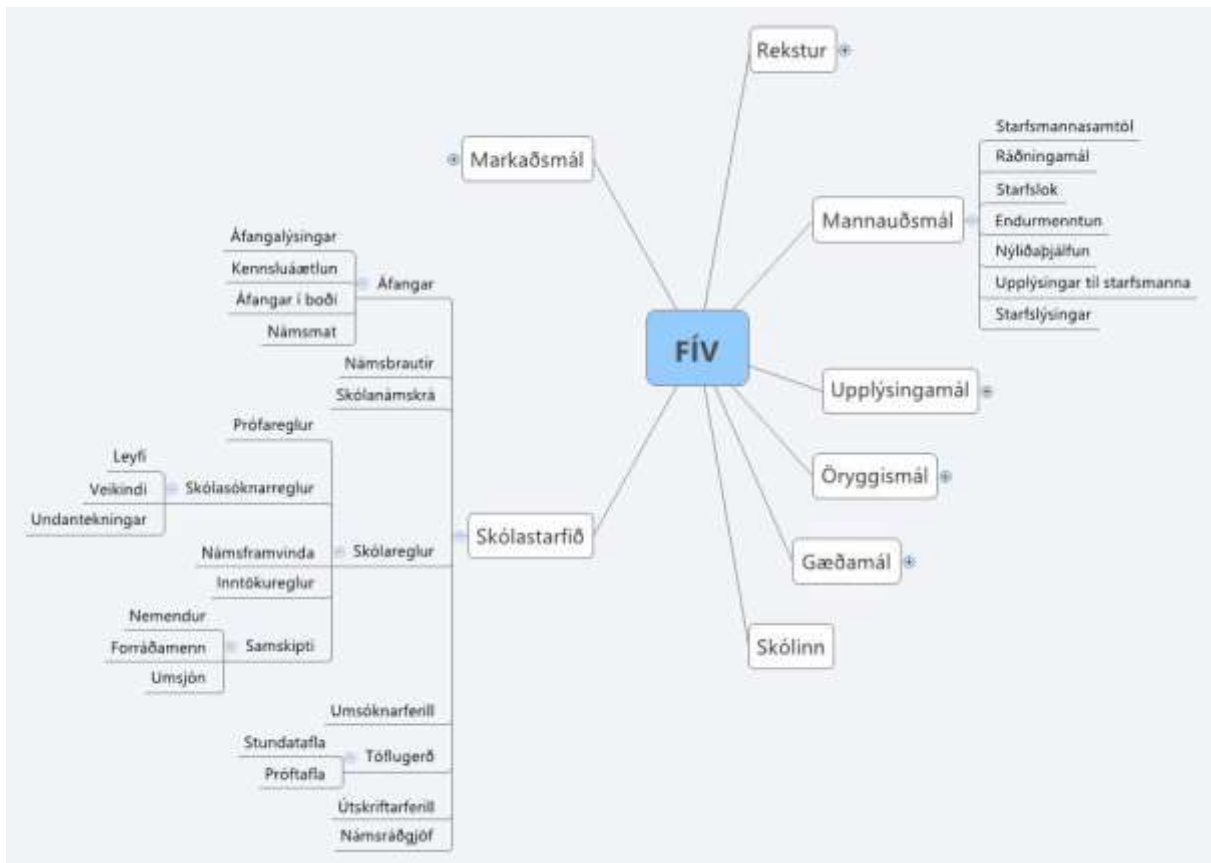 FÍV
Rekstur
Mannauðsmál
Starfsmannasamtöl
Ráðningamál
Starfslok
Endurmenntun
Nýliðaþjálfun
Upplýsingar til starfsmanna
Starfslýsingar
Upplýsingamál
Öryggismál
Gæðamál
Skólinn
Markaðsmál
Skólastarfið
Áfangar
Áfangalýsingar
Kennsluáætlun
Áfangar í boði
Námsmat
Námsbrautir
Skólanámskrá
Skólareglur
Prófareglur
Skólasóknarreglur
Leyfi
Veikindi
Undantekningar
Námsframvinda
Inntökureglur
Samskipti
Nemendur
Forráðamenn
Umsjón
Umsóknarferill
Töflugerð
Stundatafla
Próftafla
Útskriftarferill
Námsráðgjöf